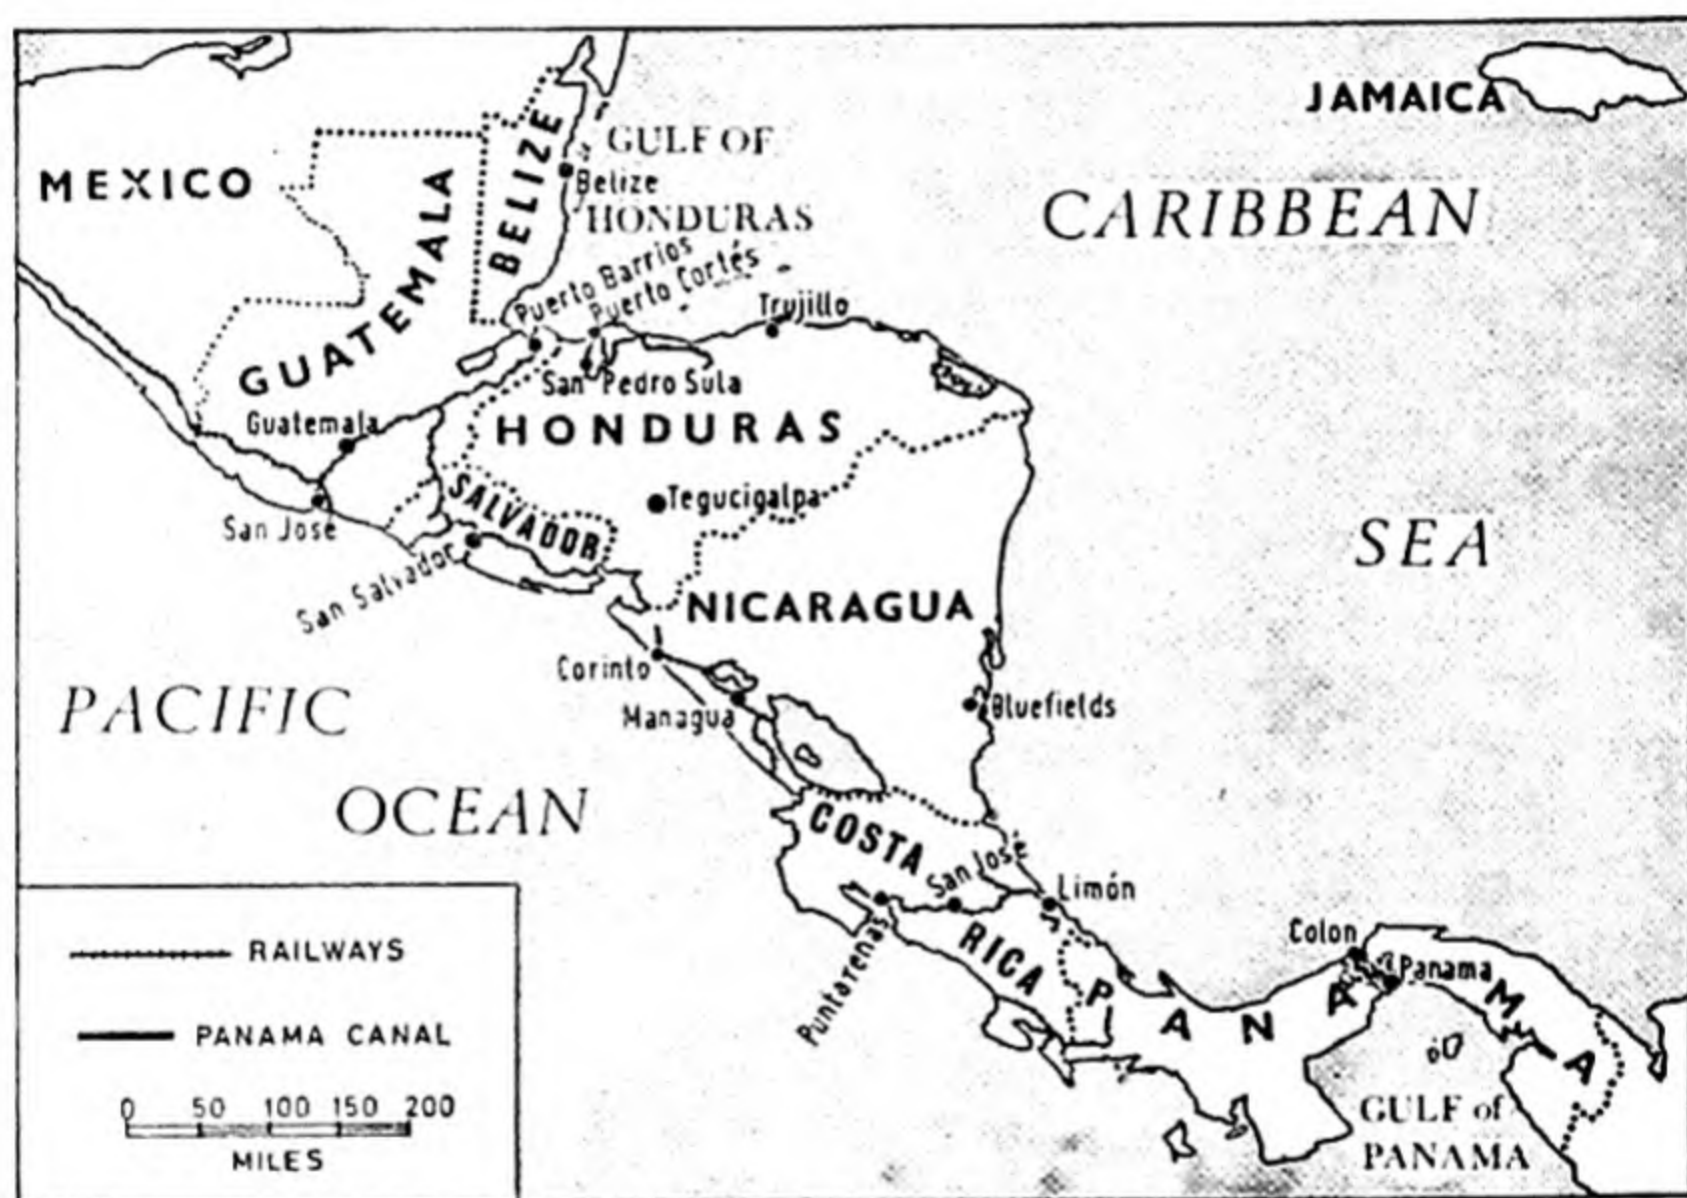 JAMAICA
MEXICO
BELIZE
GULF OF
Belize
HONDURAS
CARIBBEAN
SEA
GUATEMALA
Puerto Barrios
Puerto Cortés
Trujillo
San Pedro Sula
Guatemala
HONDURAS
San José
SALVADOR
Tegucigalpa
San Salvador
NICARAGUA
Corinto
Managua
Bluefields
PACIFIC
OCEAN
COSTA
RICA
San José
Limón
Puntarenas
Colon
Panama
PANAMA
GULF of
PANAMA
RAILWAYS
PANAMA CANAL
0 50 100 150 200
MILES